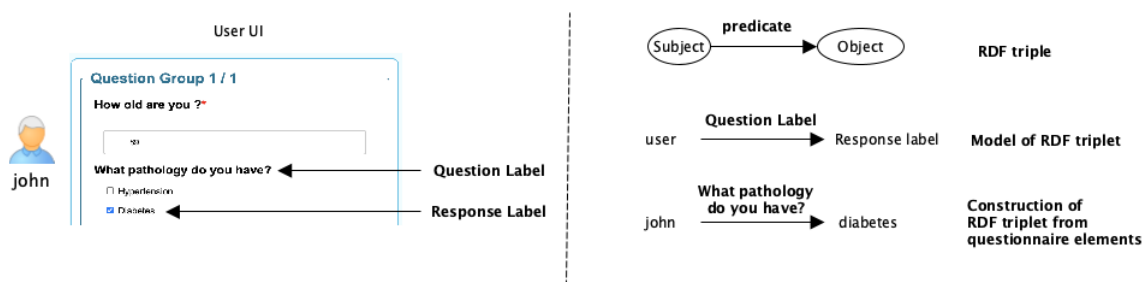 User UI
Question Group 1 / 1
How old are you ?*
What pathology do you have?
Hypertension
Diabetes
john
Question Label
Response Label
predicate
Subject
Object
RDF triple
Question Label
user
Response label
Model of RDF triplet
What pathology
do you have?
john
diabetes
Construction of
RDF triplet from
questionnaire elements